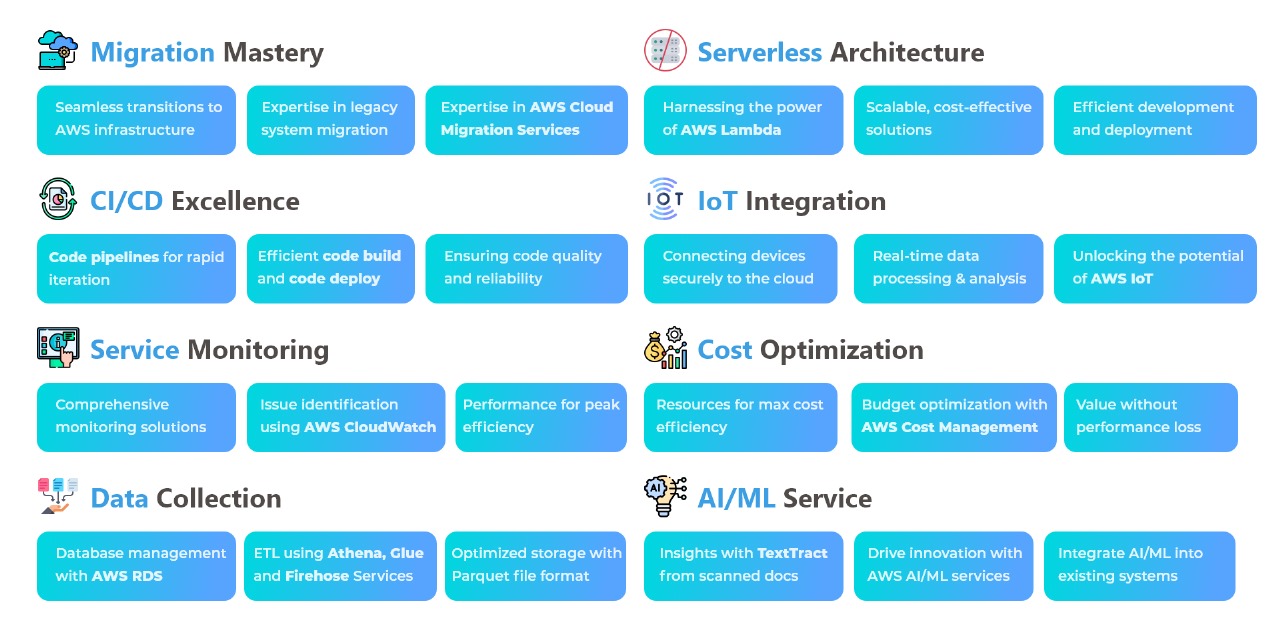 Migration Mastery
Seamless transitions to
AWS infrastructure
Expertise in legacy
system migration
Expertise in AWS Cloud
Migration Services
Serverless Architecture
Harnessing the power
of AWS Lambda
Scalable, cost-effective
solutions
Efficient development
and deployment
CI/CD Excellence
Code pipelines for rapid
iteration
Efficient code build
and code deploy
Ensuring code quality
and reliability
IOT
IoT Integration
Connecting devices
securely to the cloud
Real-time data
processing & analysis
Unlocking the potential
of AWS IoT
Service Monitoring
Comprehensive
monitoring solutions
Issue identification
using AWS CloudWatch
Performance for peak
efficiency
$
Cost Optimization
Resources for max cost
efficiency
Budget optimization with
AWS Cost Management
Value without
performance loss
Data Collection
Database management
with AWS RDS
ETL using Athena, Glue
and Firehose Services
Optimized storage with
Parquet file format
AI
AI/ML Service
Insights with TextTract
from scanned docs
Drive innovation with
AWS AI/ML services
Integrate AI/ML into
existing systems